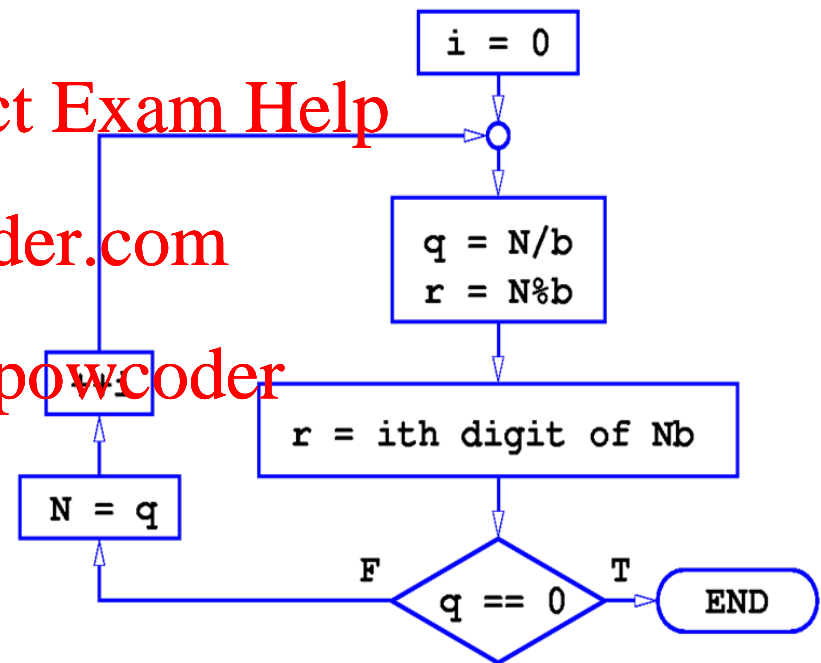 i = 0
ct Exam Help
q = N/b
r = N%b
der.com
powcoder
++i
r = ith digit of Nb
N = q
F
T
q == 0
END